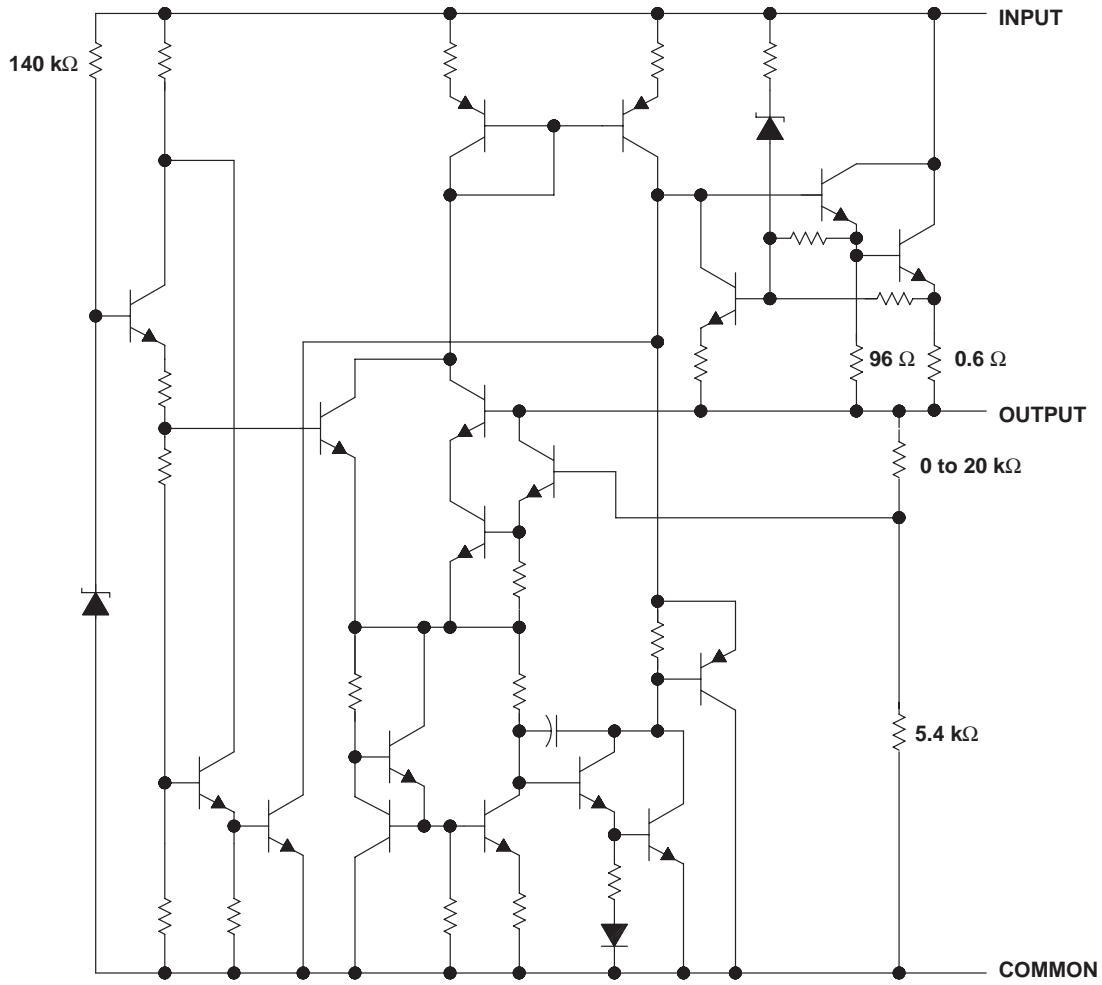 INPUT
140 kΩ
96 Ω
0.6 Ω
OUTPUT
0 to 20 kΩ
5.4 kΩ
COMMON